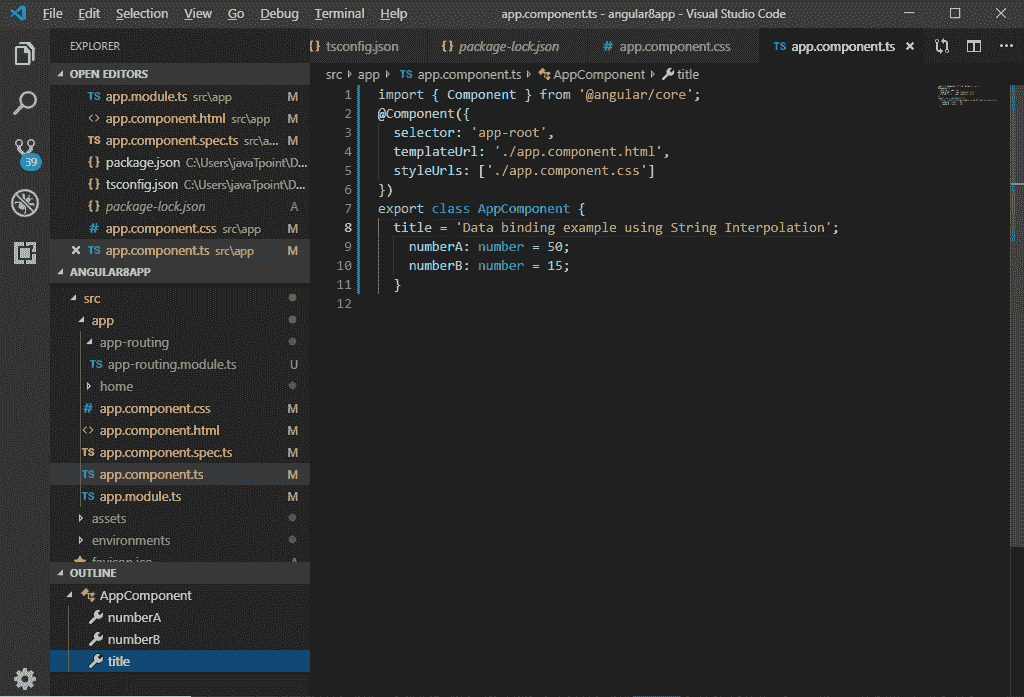 File Edit Selection View Go Debug Terminal Help app.component.ts - angular8app - Visual Studio Code
EXPLORER
OPEN EDITORS
TS app.module.ts src\app M
<> app.component.html src\app M
TS app.component.spec.ts src\a... M
{} package.json C:\Users\javaTpoint\D...
{} tsconfig.json C:\Users\javaTpoint\D...
{} package-lock.json A
# app.component.css src\app M
TS app.component.ts src\app M
ANGULAR8APP
src
app
app-routing
TS app-routing.module.ts U
home
# app.component.css M
<> app.component.html M
TS app.component.spec.ts M
TS app.component.ts M
TS app.module.ts M
assets
environments
OUTLINE
AppComponent
numberA
numberB
title
39
{} tsconfig.json {} package-lock.json # app.component.css TS app.component.ts
src app TS app.component.ts AppComponent title
1 import { Component } from '@angular/core';
2 @Component({
3 selector: 'app-root',
4 templateUrl: './app.component.html',
5 styleUrls: ['./app.component.css']
6 })
7 export class AppComponent {
8 title = 'Data binding example using String Interpolation';
9 numberA: number = 50;
10 numberB: number = 15;
11 }
12